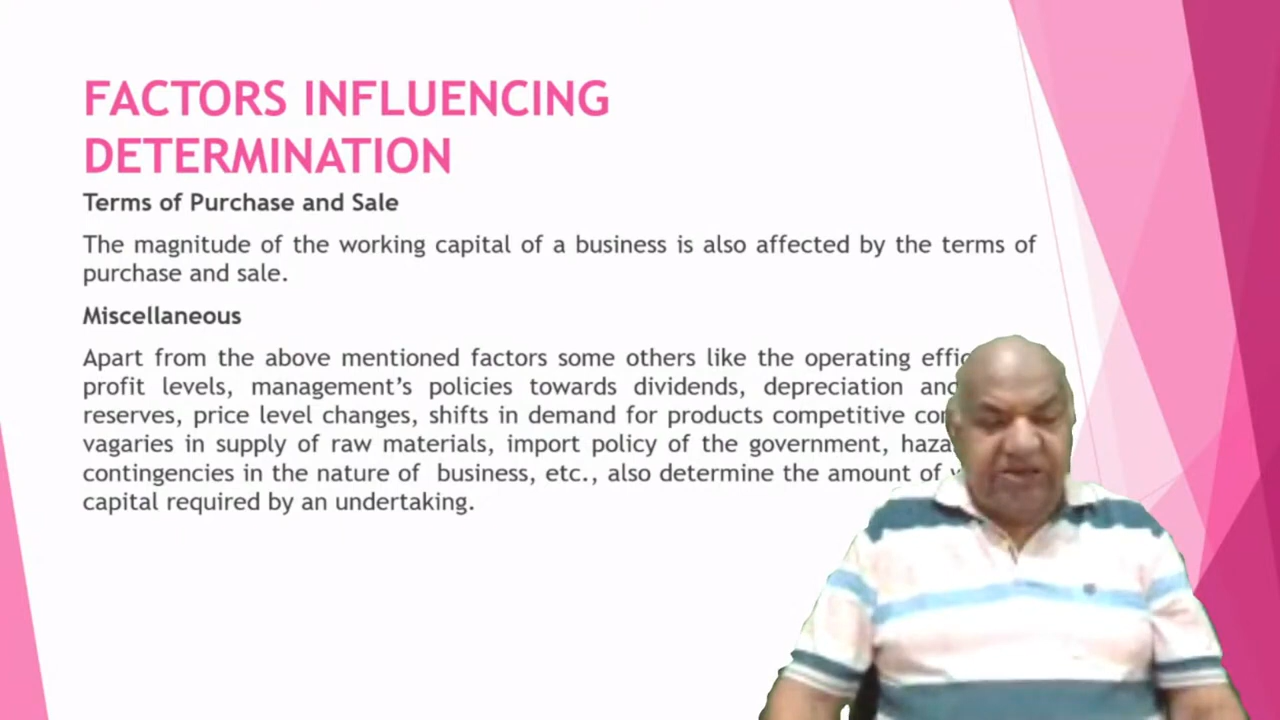 FACTORS INFLUENCING
DETERMINATION
Terms of Purchase and Sale
The magnitude of the working capital of a business is also affected by the terms of
purchase and sale.
Miscellaneous
Apart from the above mentioned factors some others like the operating
profit levels, management's policies towards dividends, depreciation and
reserves, price level changes, shifts in demand for products competitive
vagaries in supply of raw materials, import policy of the government,
contingencies in the nature of business, etc., also determine the amount of
capital required by an undertaking.